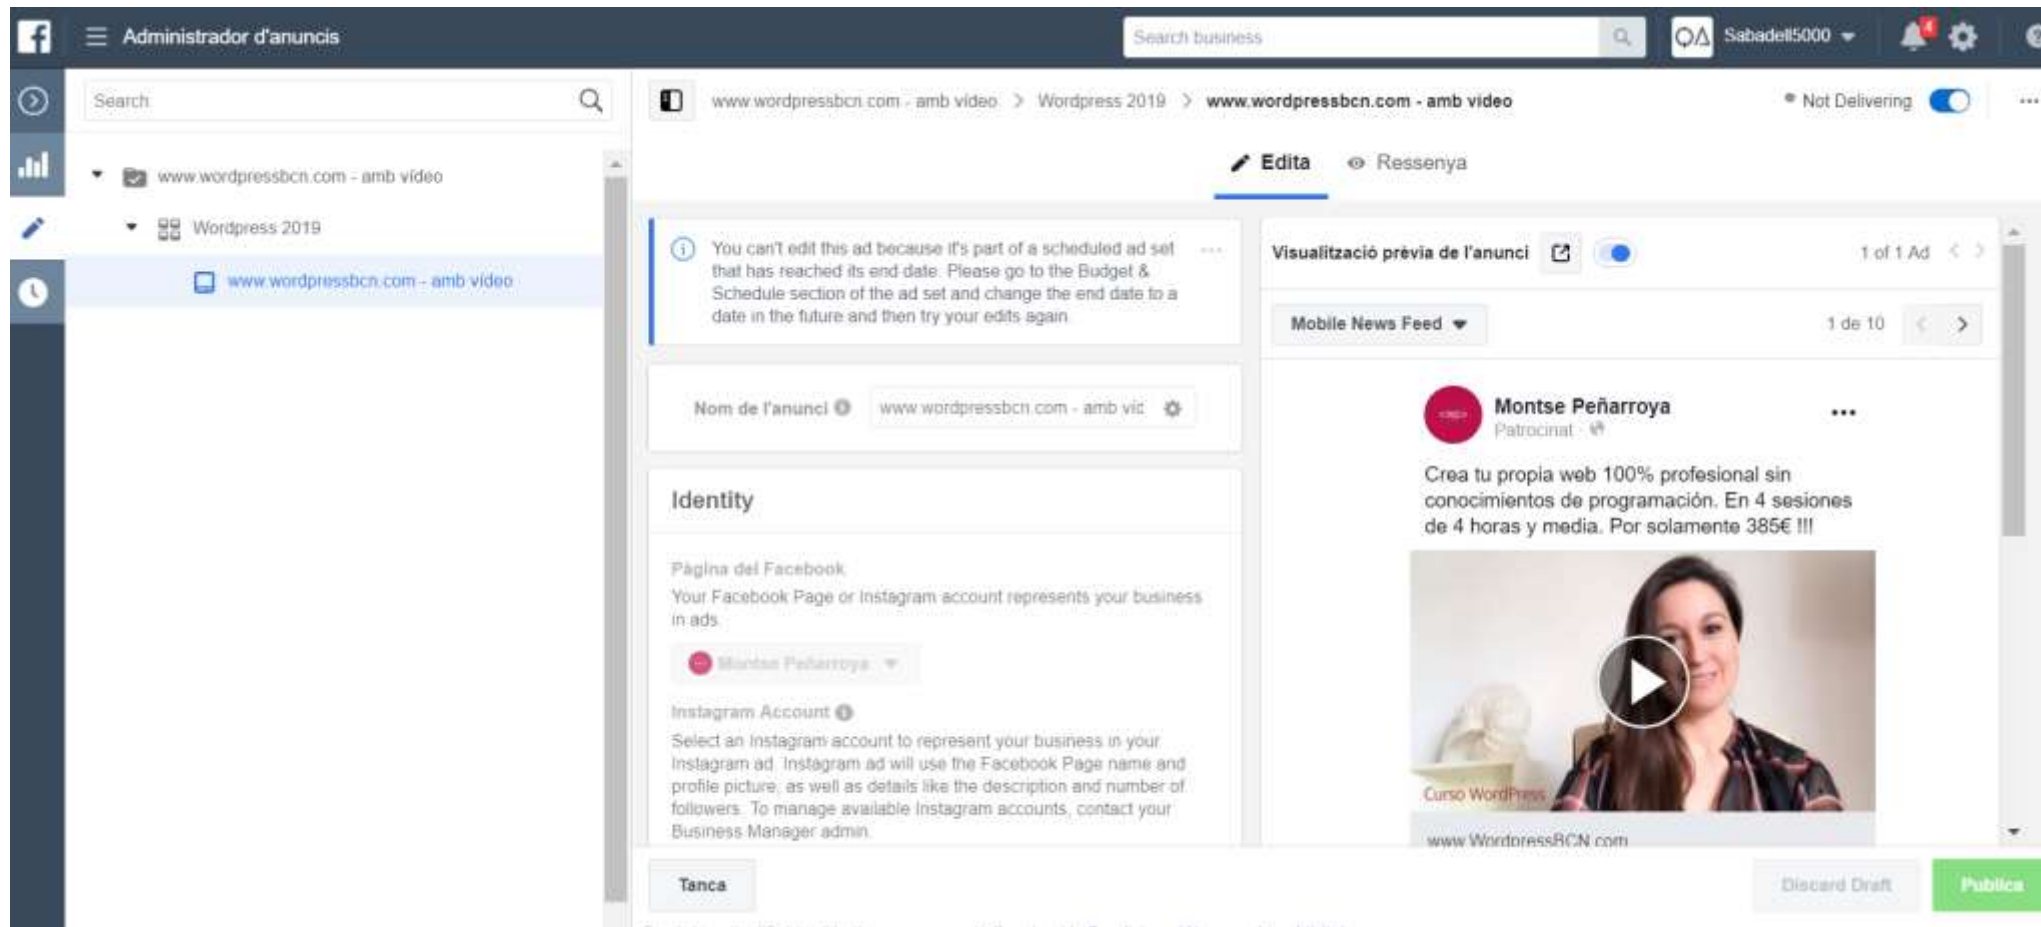 Administrador d'anuncis
Search business
Sabadell5000
4
Search
www.wordpressbcn.com - amb vídeo > Wordpress 2019 > www.wordpressbcn.com - amb vídeo
Not Delivering
www.wordpressbcn.com - amb vídeo
Wordpress 2019
www.wordpressbcn.com - amb vídeo
Edita
Ressenya
You can't edit this ad because it's part of a scheduled ad set
that has reached its end date. Please go to the Budget &
Schedule section of the ad set and change the end date to a
date in the future and then try your edits again.
Nom de l'anunci
www.wordpressbcn.com - amb víc
Identity
Pàgina del Facebook
Your Facebook Page or Instagram account represents your business
in ads.
Montse Peñarroya
Instagram Account
Select an Instagram account to represent your business in your
Instagram ad. Instagram ad will use the Facebook Page name and
profile picture, as well as details like the description and number of
followers. To manage available Instagram accounts, contact your
Business Manager admin.
Visualització prèvia de l'anunci
1 of 1 Ad
Mobile News Feed
1 de 10
Montse Peñarroya
Patrocinat
Crea tu propia web 100% profesional sin
conocimientos de programación. En 4 sesiones
de 4 horas y media. Por solamente 385€ !!!
Curso WordPress
www.WordpressBCN.com
Tanca
Discard Draft
Publica